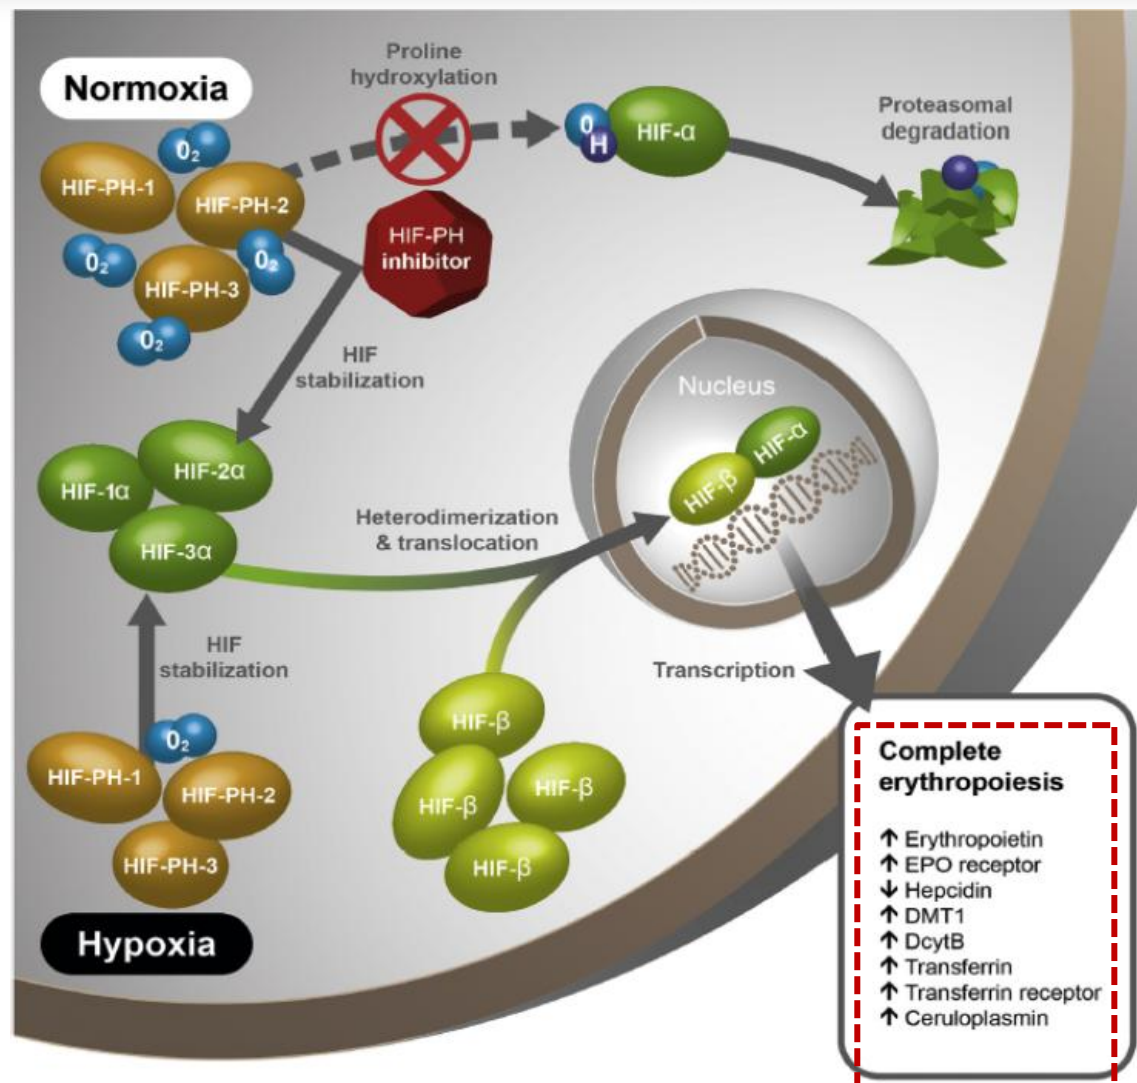 Normoxia
Proline
hydroxylation
Proteasomal
degradation
0H
HIF-α
O₂
HIF-PH-1
HIF-PH-2
O₂
O₂
HIF-PH-3
O₂
HIF-PH
inhibitor
HIF
stabilization
Nucleus
HIF-α
HIF-β
HIF-2α
HIF-1α
HIF-3α
Heterodimerization
& translocation
HIF
stabilization
Transcription
O₂
HIF-PH-1
HIF-PH-2
HIF-PH-3
HIF-β
HIF-β
HIF-β
HIF-β
Hypoxia
Complete
erythropoiesis
↑ Erythropoietin
↑ EPO receptor
↓ Hepcidin
↑ DMT1
↑ DcytB
↑ Transferrin
↑ Transferrin receptor
↑ Ceruloplasmin